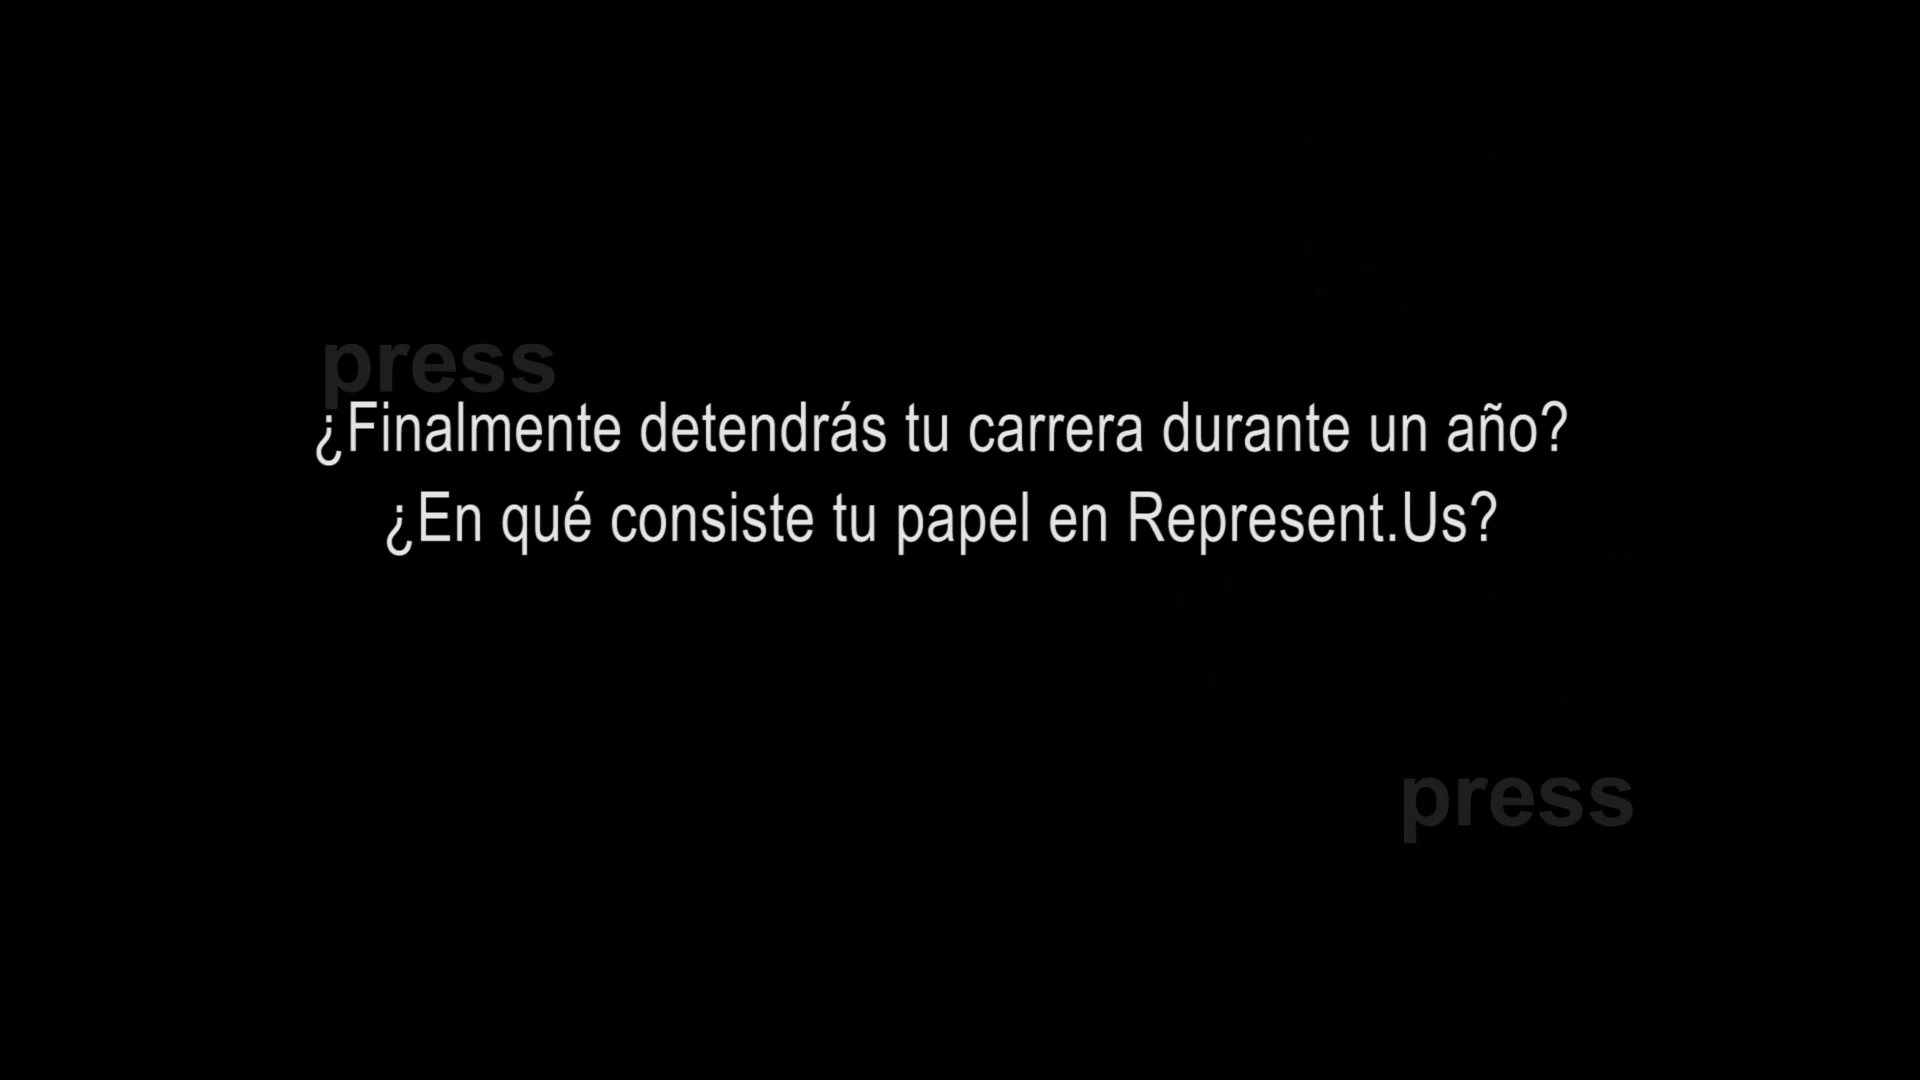 press
¿Finalmente detendrás tu carrera durante un año?
¿En qué consiste tu papel en Represent.Us?
press